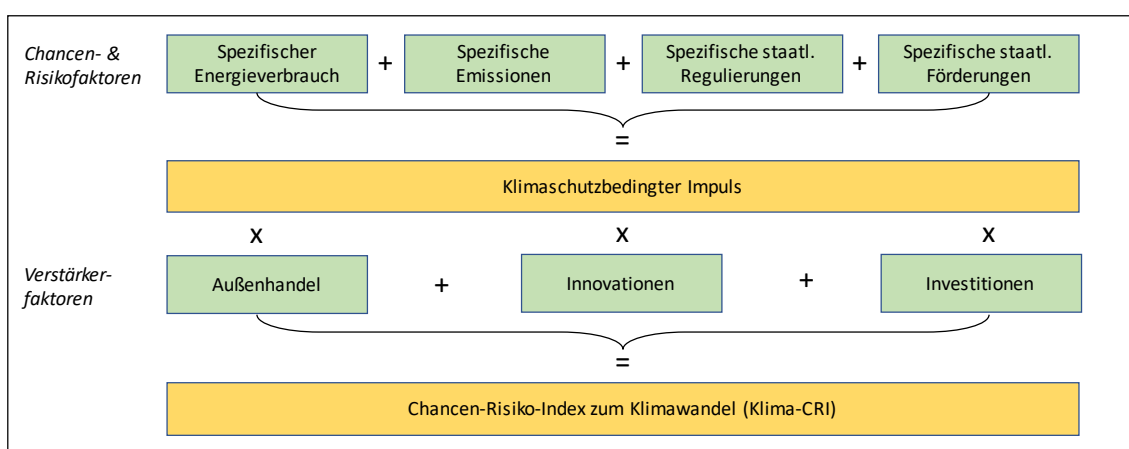 Chancen- &
Risikofaktoren
Spezifischer
Energieverbrauch
+
Spezifische
Emissionen
+
Spezifische staatl.
Regulierungen
+
Spezifische staatl.
Förderungen
=
Klimaschutzbedingter Impuls
x x x
Verstärker-
faktoren
Außenhandel + Innovationen + Investitionen
=
Chancen-Risiko-Index zum Klimawandel (Klima-CRI)